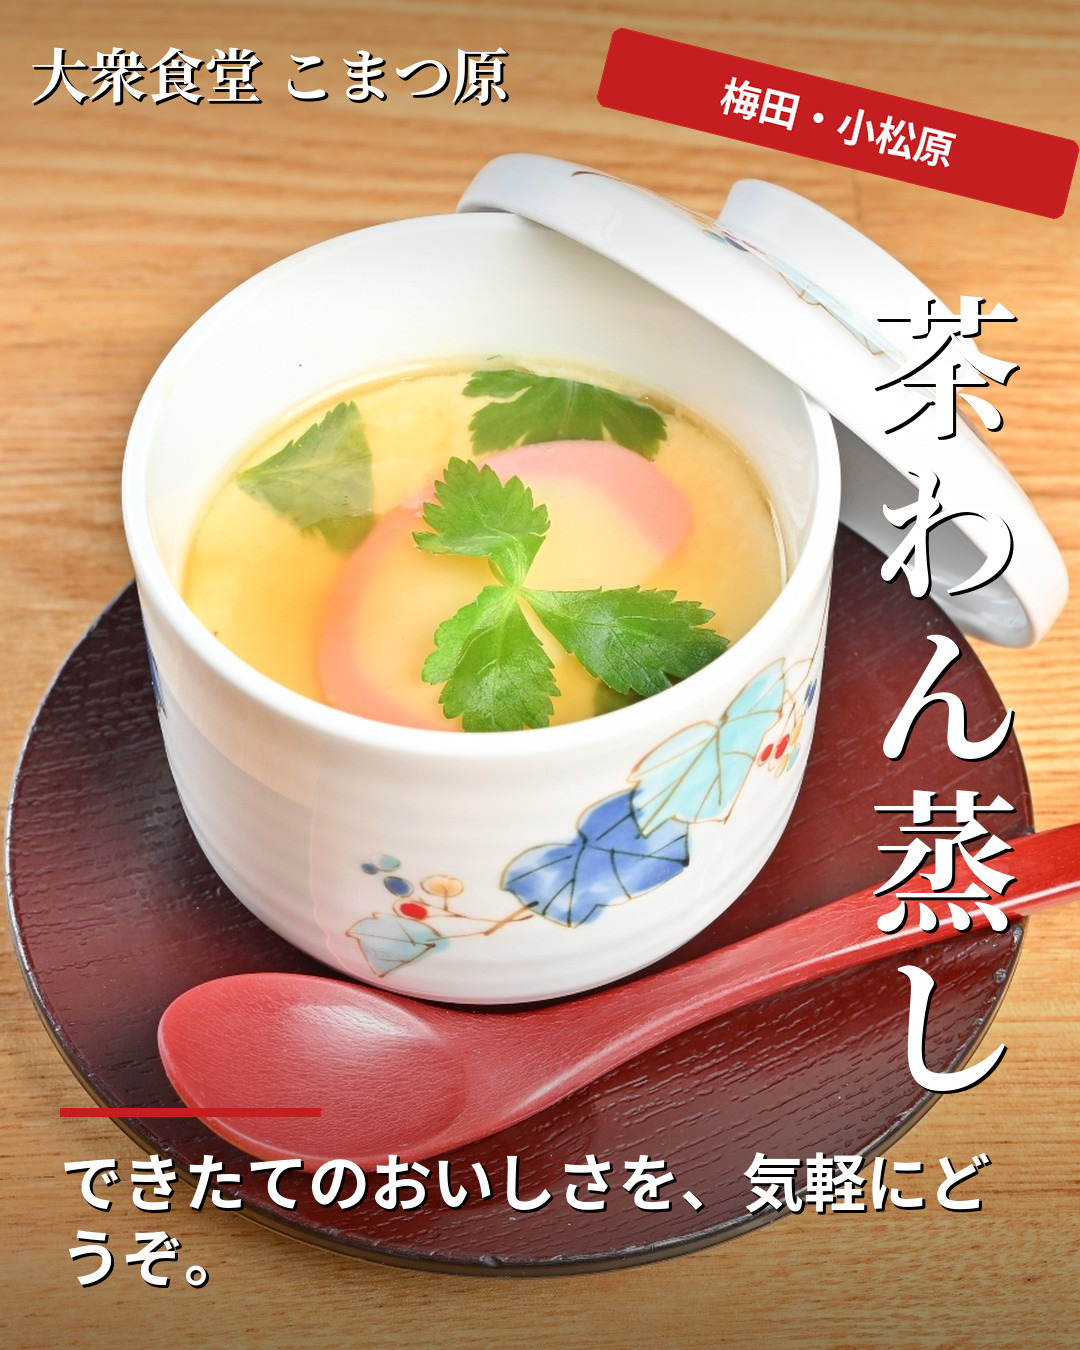 大衆食堂 こまつ原
梅田・小松原
茶わん蒸し
できたてのおいしさを、気軽にど
うぞ。